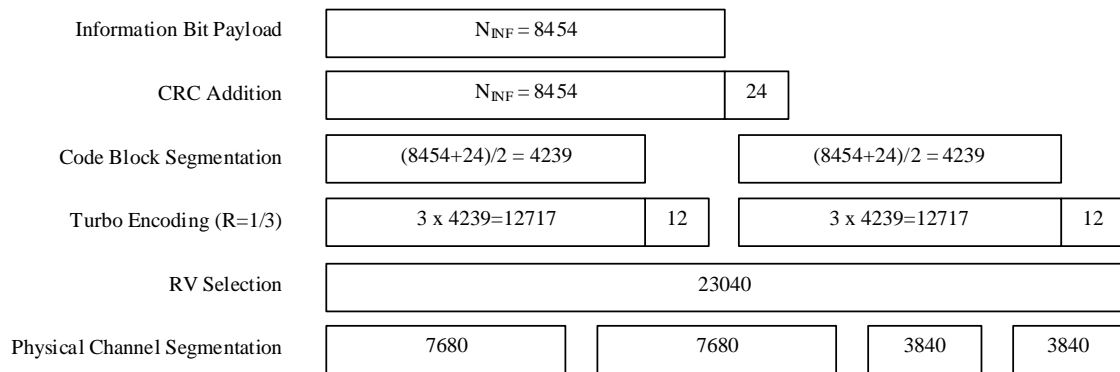 Information Bit Payload
N_INF = 8454
CRC Addition
N_INF = 8454
24
Code Block Segmentation
(8454+24)/2 = 4239
(8454+24)/2 = 4239
Turbo Encoding (R=1/3)
3 x 4239=12717
12
3 x 4239=12717
12
RV Selection
23040
Physical Channel Segmentation
7680
7680
3840
3840